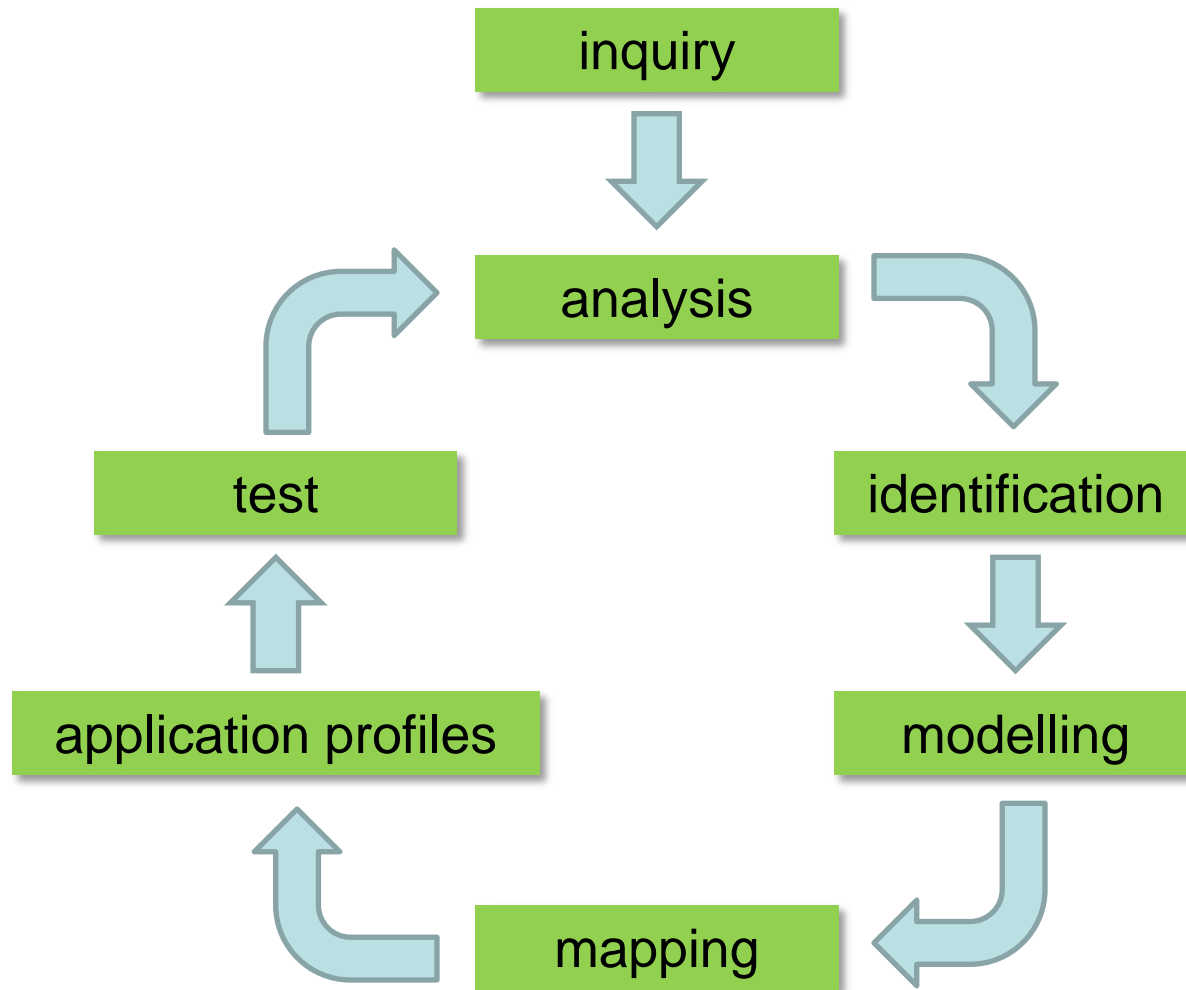 inquiry
analysis
test
identification
application profiles
modelling
mapping